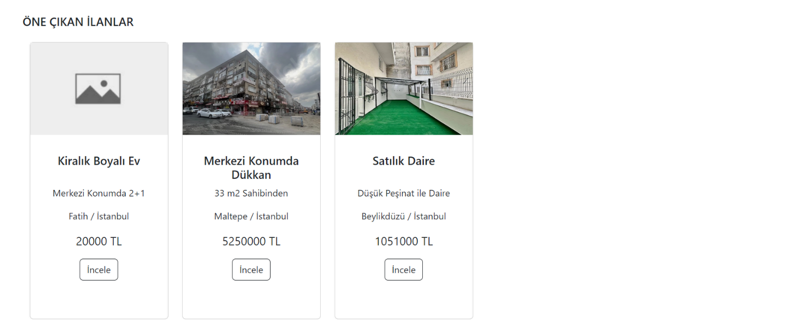 ÖNE ÇIKAN İLANLAR
Kiralık Boyalı Ev
Merkezi Konumda 2+1
Fatih / İstanbul
20000 TL
İncele
Merkezi Konumda
Dükkan
33 m2 Sahibinden
Maltepe / İstanbul
5250000 TL
İncele
Satılık Daire
Düşük Peşinat ile Daire
Beylikdüzü / İstanbul
1051000 TL
İncele